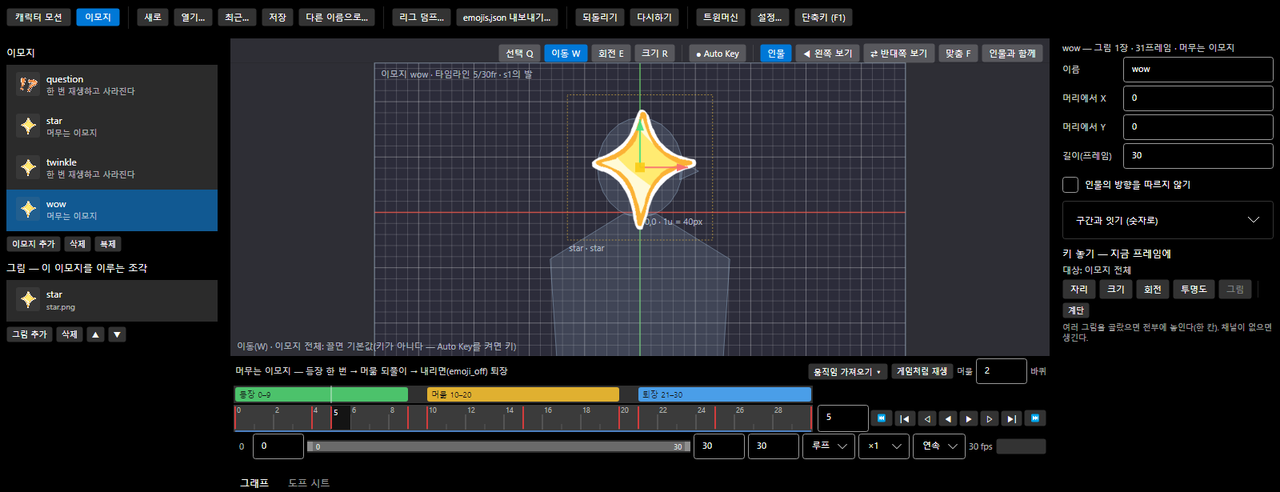 캐릭터 모션 이모지 새로 열기... 최근... 저장 다른 이름으로... 리그 덤프... emojis.json 내보내기... 되돌리기 다시하기 트윈머신 설정... 단축키 (F1)
이모지
question
한 번 재생하고 사라진다
star
머무는 이모지
twinkle
한 번 재생하고 사라진다
wow
머무는 이모지
이모지 추가 삭제 복제
그림 — 이 이모지를 이루는 조각
star
star.png
그림 추가 삭제 ▲ ▼
선택 Q 이동 W 회전 E 크기 R ● Auto Key 인물 ◀ 왼쪽 보기 ⇄ 반대쪽 보기 맞춤 F 인물과 함께
이모지 wow · 타임라인 5/30fr · s1의 발
0,0 · 1u = 40px
star · star
이동(W) · 이모지 전체: 끌면 기본값(키가 아니다 — Auto Key를 켜면 키)
머무는 이모지 — 등장 한 번 → 머묾 되풀이 → 내리면(emoji_off) 퇴장
움직임 가져오기 ▾ 게임처럼 재생 머묾 2 바퀴
등장 0–9 머묾 10–20 퇴장 21–30
0 2 4 5 6 8 10 12 14 16 18 20 22 24 26 28
5
0 0 0 30 30 30 루프 ×1 연속 30 fps
그래프 도프 시트
wow — 그림 1장 · 31프레임 · 머무는 이모지
이름 wow
머리에서 X 0
머리에서 Y 0
길이(프레임) 30
인물의 방향을 따르지 않기
구간과 잇기 (숫자로)
키 놓기 — 지금 프레임에
대상: 이모지 전체
자리 크기 회전 투명도 그림
계단
여러 그림을 골랐으면 전부에 놓인다(한 칸). 채널이 없으면
생긴다.